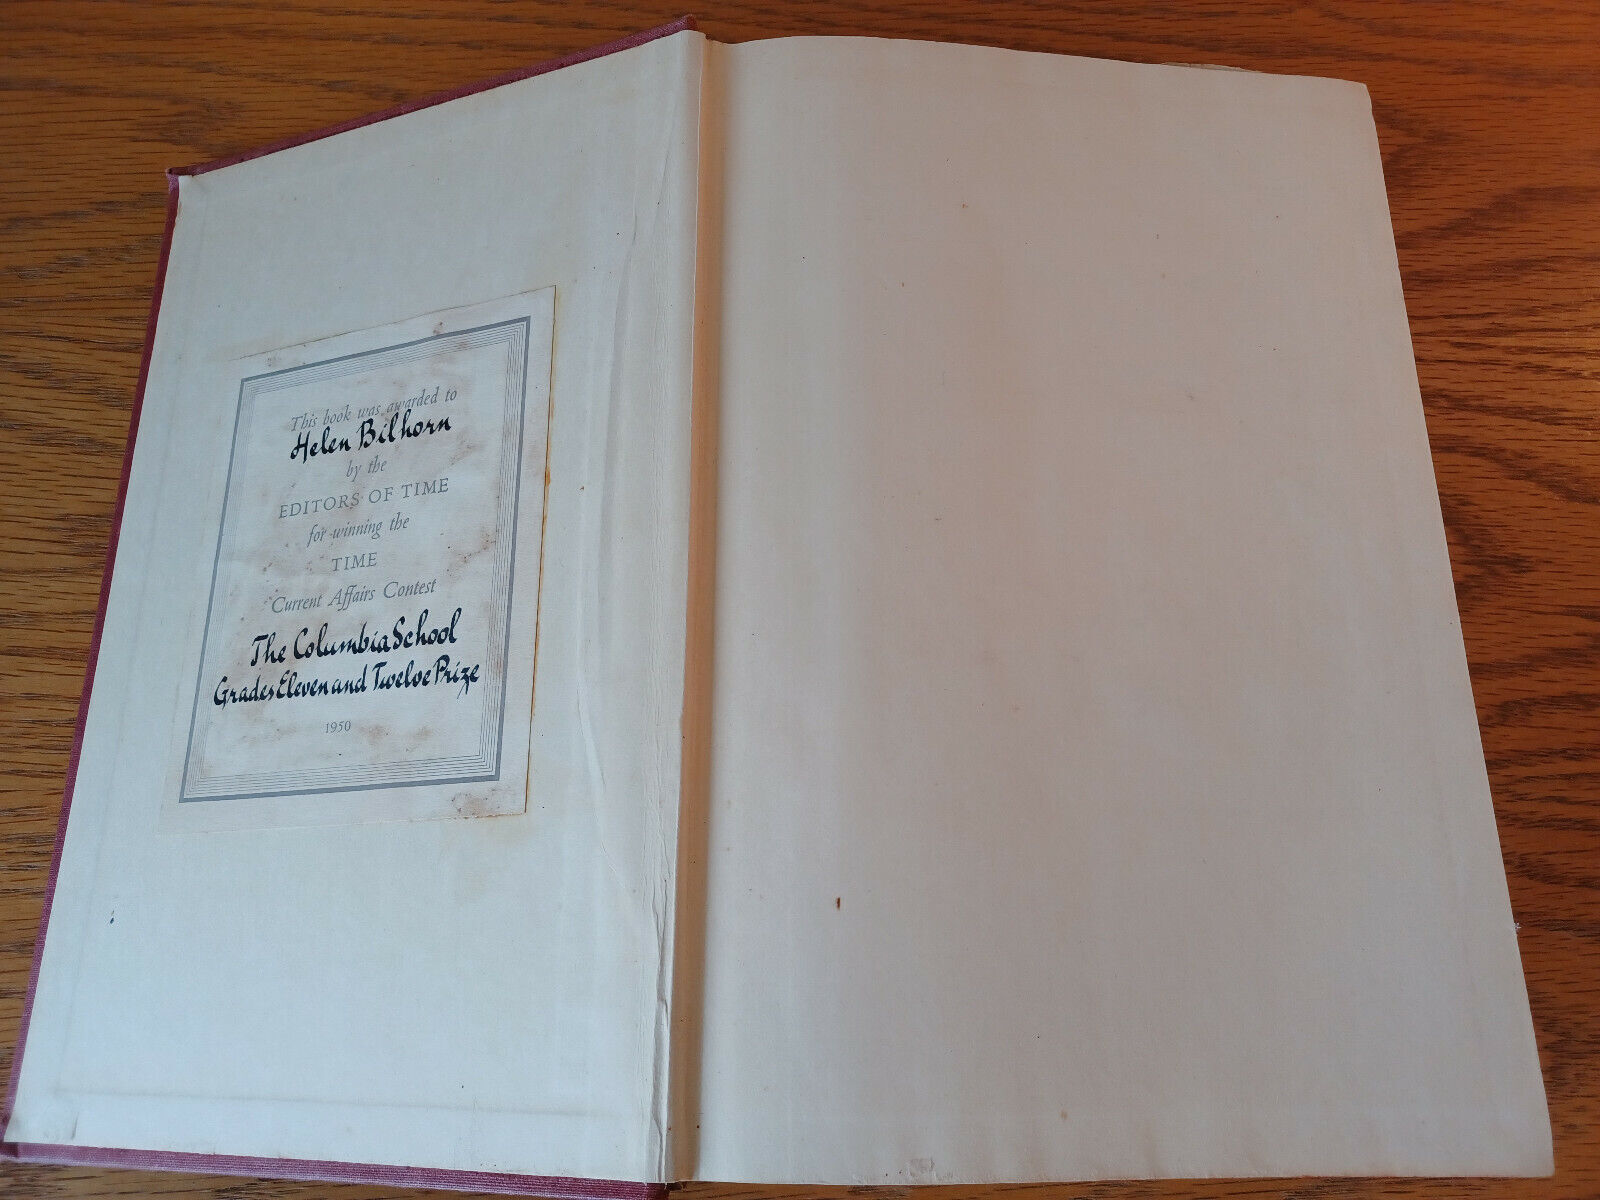 This book was awarded to
Helen Bilhorn
by the
EDITORS OF TIME
for winning the
TIME
Current Affairs Contest
The Columbia School
Grades Eleven and Twelve Prize
1950